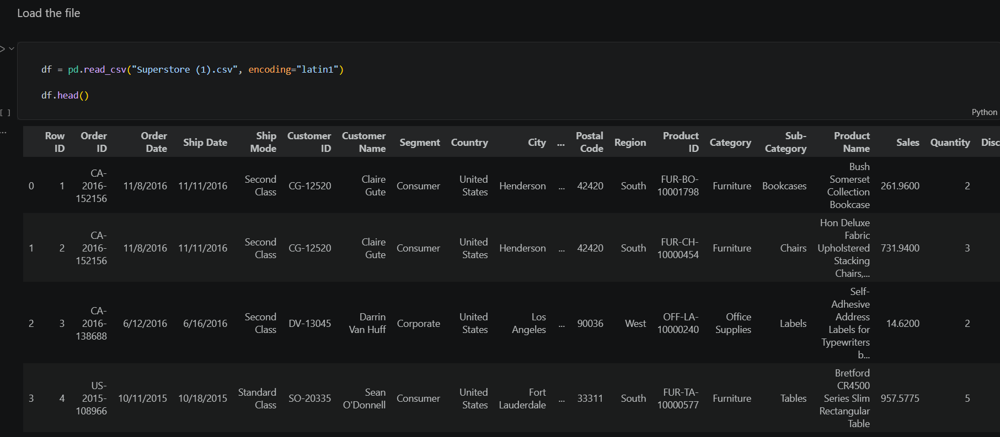 Load the file
df = pd.read_csv("Superstore (1).csv", encoding="latin1")
df.head()
[ ]
Python
...
Row ID Order ID Order Date Ship Date Ship Mode Customer ID Customer Name Segment Country City ... Postal Code Region Product ID Category Sub-Category Product Name Sales Quantity Disc
0 1 CA-2016-152156 11/8/2016 11/11/2016 Second Class CG-12520 Claire Gute Consumer United States Henderson ... 42420 South FUR-BO-10001798 Furniture Bookcases Bush Somerset Collection Bookcase 261.9600 2
1 2 CA-2016-152156 11/8/2016 11/11/2016 Second Class CG-12520 Claire Gute Consumer United States Henderson ... 42420 South FUR-CH-10000454 Furniture Chairs Hon Deluxe Fabric Upholstered Stacking Chairs,... 731.9400 3
2 3 CA-2016-138688 6/12/2016 6/16/2016 Second Class DV-13045 Darrin Van Huff Corporate United States Los Angeles ... 90036 West OFF-LA-10000240 Office Supplies Labels Self-Adhesive Address Labels for Typewriters b... 14.6200 2
3 4 US-2015-108966 10/11/2015 10/18/2015 Standard Class SO-20335 Sean O'Donnell Consumer United States Fort Lauderdale ... 33311 South FUR-TA-10000577 Furniture Tables Bretford CR4500 Series Slim Rectangular Table 957.5775 5